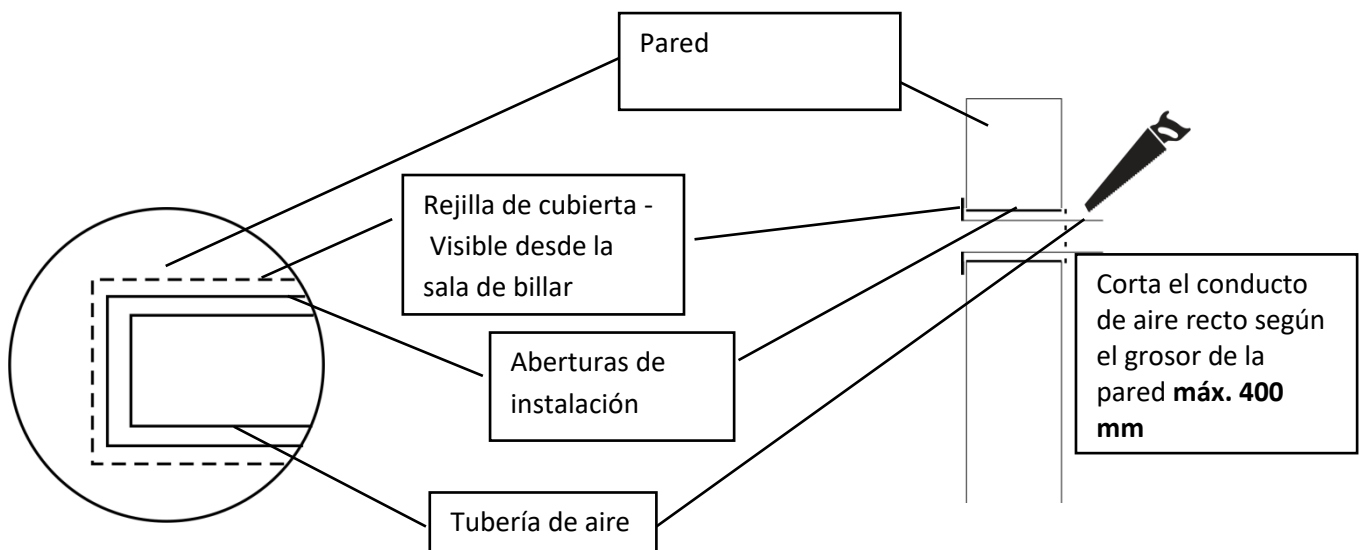 Pared
Rejilla de cubierta -
Visible desde la
sala de billar
Aberturas de
instalación
Tubería de aire
Corta el conducto
de aire recto según
el grosor de la
pared máx. 400
mm